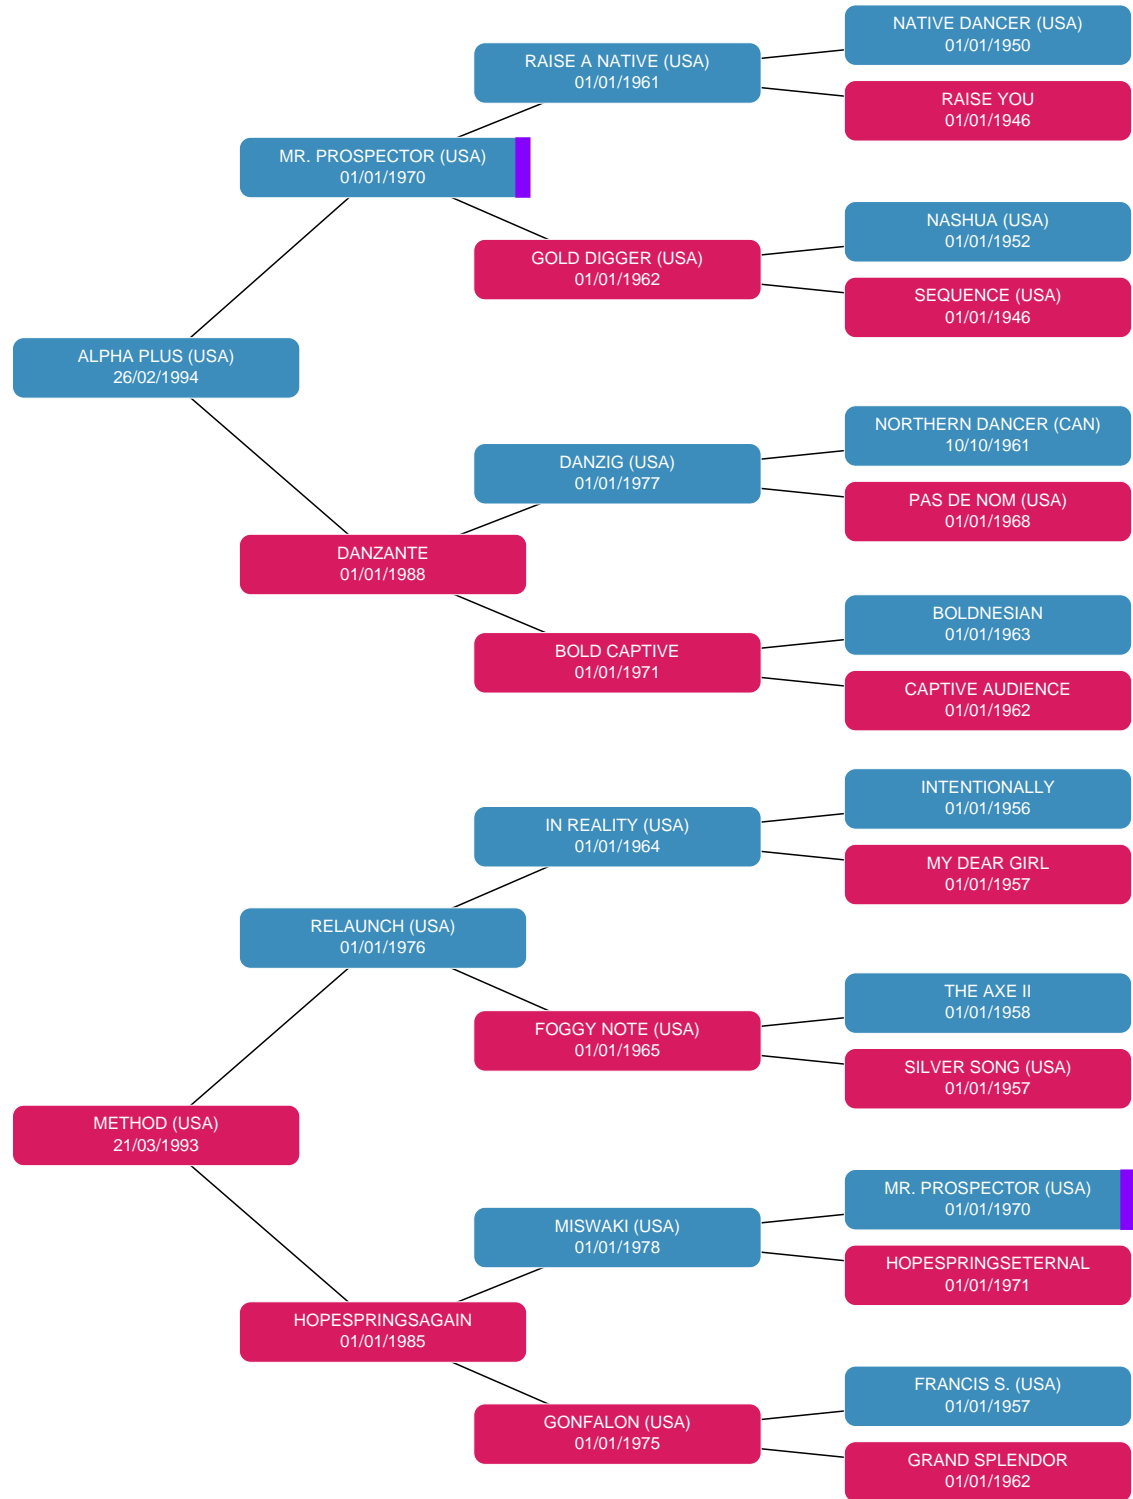 NATIVE DANCER (USA)
01/01/1950
RAISE A NATIVE (USA)
01/01/1961
RAISE YOU
01/01/1946
MR. PROSPECTOR (USA)
01/01/1970
NASHUA (USA)
01/01/1952
GOLD DIGGER (USA)
01/01/1962
SEQUENCE (USA)
01/01/1946
ALPHA PLUS (USA)
26/02/1994
NORTHERN DANCER (CAN)
10/10/1961
DANZIG (USA)
01/01/1977
PAS DE NOM (USA)
01/01/1968
DANZANTE
01/01/1988
BOLDNESIAN
01/01/1963
BOLD CAPTIVE
01/01/1971
CAPTIVE AUDIENCE
01/01/1962
INTENTIONALLY
01/01/1956
IN REALITY (USA)
01/01/1964
MY DEAR GIRL
01/01/1957
RELAUNCH (USA)
01/01/1976
THE AXE II
01/01/1958
FOGGY NOTE (USA)
01/01/1965
SILVER SONG (USA)
01/01/1957
METHOD (USA)
21/03/1993
MR. PROSPECTOR (USA)
01/01/1970
MISWAKI (USA)
01/01/1978
HOPESPRINGSETERNAL
01/01/1971
HOPESPRINGSAGAIN
01/01/1985
FRANCIS S. (USA)
01/01/1957
GONFALON (USA)
01/01/1975
GRAND SPLENDOR
01/01/1962